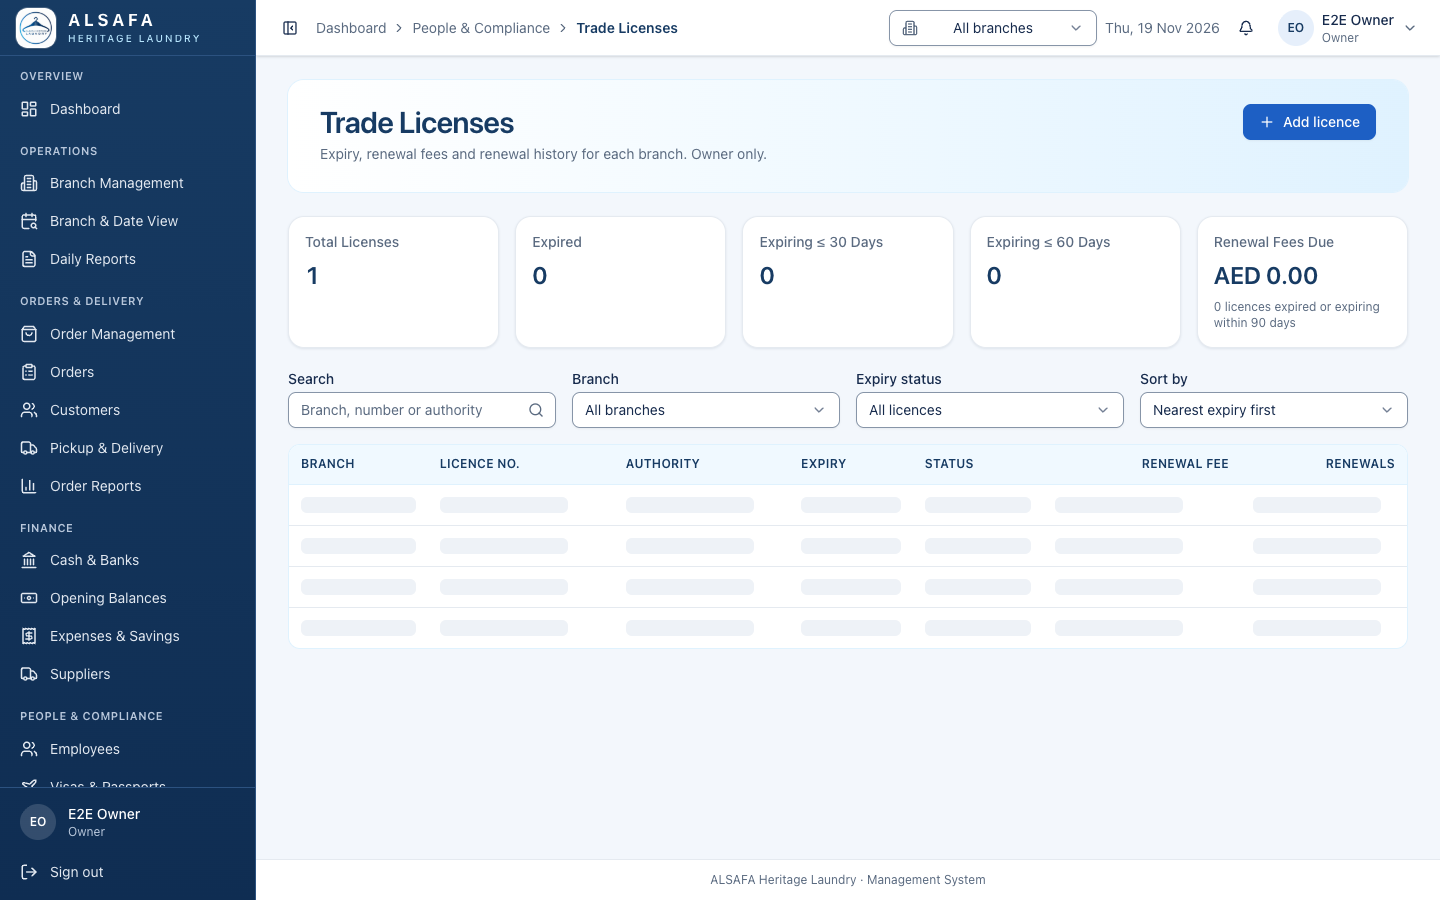 ALSAFA
HERITAGE LAUNDRY
Dashboard > People & Compliance > Trade Licenses
All branches
Thu, 19 Nov 2026
EO
E2E Owner
Owner
OVERVIEW
Dashboard
OPERATIONS
Branch Management
Branch & Date View
Daily Reports
ORDERS & DELIVERY
Order Management
Orders
Customers
Pickup & Delivery
Order Reports
FINANCE
Cash & Banks
Opening Balances
Expenses & Savings
Suppliers
PEOPLE & COMPLIANCE
Employees
Visas & Passports
EO
E2E Owner
Owner
Sign out
Trade Licenses
Expiry, renewal fees and renewal history for each branch. Owner only.
Add licence
Total Licenses
1
Expired
0
Expiring ≤ 30 Days
0
Expiring ≤ 60 Days
0
Renewal Fees Due
AED 0.00
0 licences expired or expiring
within 90 days
Search
Branch, number or authority
Branch
All branches
Expiry status
All licences
Sort by
Nearest expiry first
BRANCH LICENCE NO. AUTHORITY EXPIRY STATUS RENEWAL FEE RENEWALS
ALSAFA Heritage Laundry · Management System